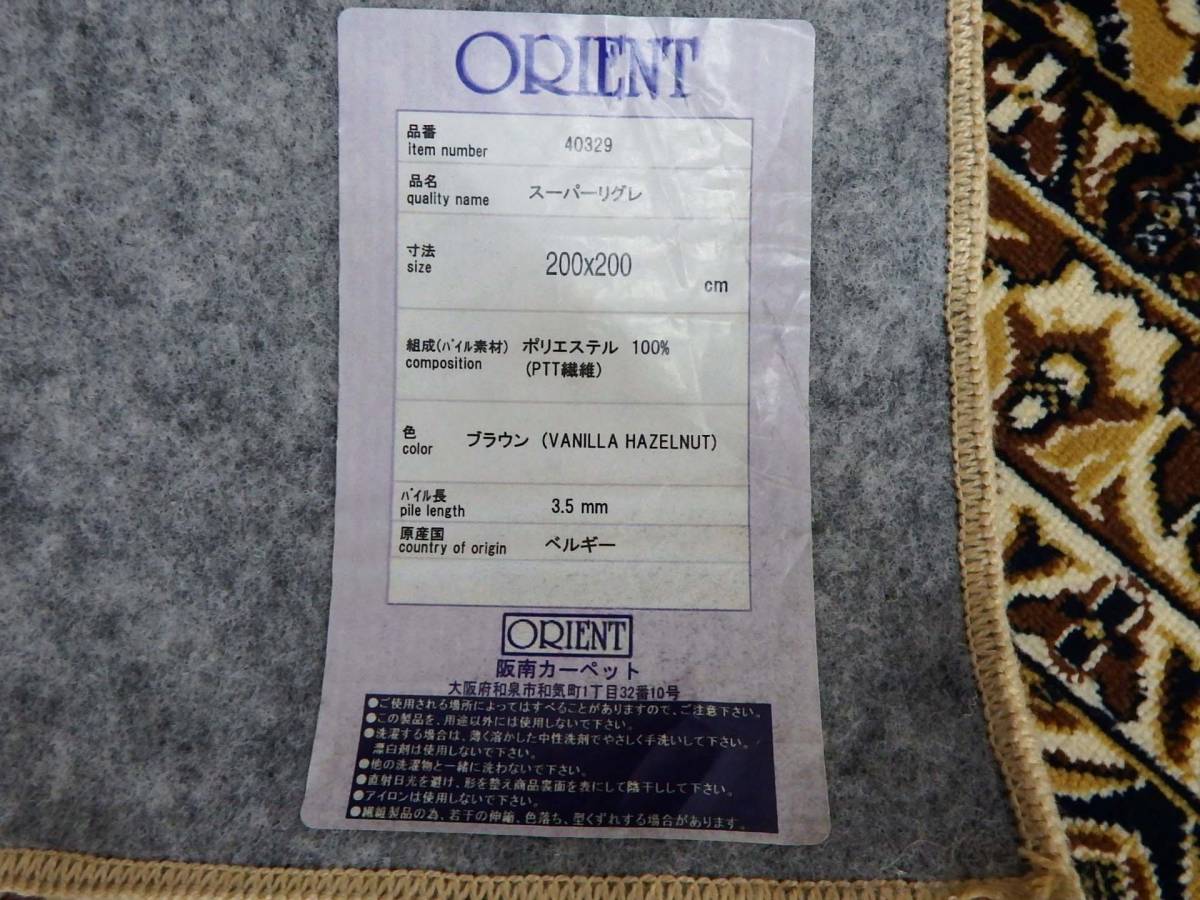 ORIENT
品番
item number 40329
品名
quality name スーパーリグレ
寸法
size 200x200 cm
組成(パイル素材) ポリエステル 100%
composition (PTT繊維)
色
color ブラウン (VANILLA HAZELNUT)
パイル長
pile length 3.5 mm
原産国
country of origin ベルギー
ORIENT
阪南カーペット
大阪府和泉市和気町1丁目32番10号
●ご使用される場所によってはすべることがありますので、ご注意下さい。
●この製品を、用途以外には使用しないで下さい。
●洗濯する場合は、薄く溶かした中性洗剤でやさしく手洗いして下さい。
漂白剤は使用しないで下さい。
●他の洗濯物と一緒に洗わないで下さい。
●直射日光を避け、形を整え商品裏面を表にして陰干しして下さい。
●アイロンは使用しないで下さい。
●繊維製品の為、若干の伸縮、色落ち、型くずれする場合があります。